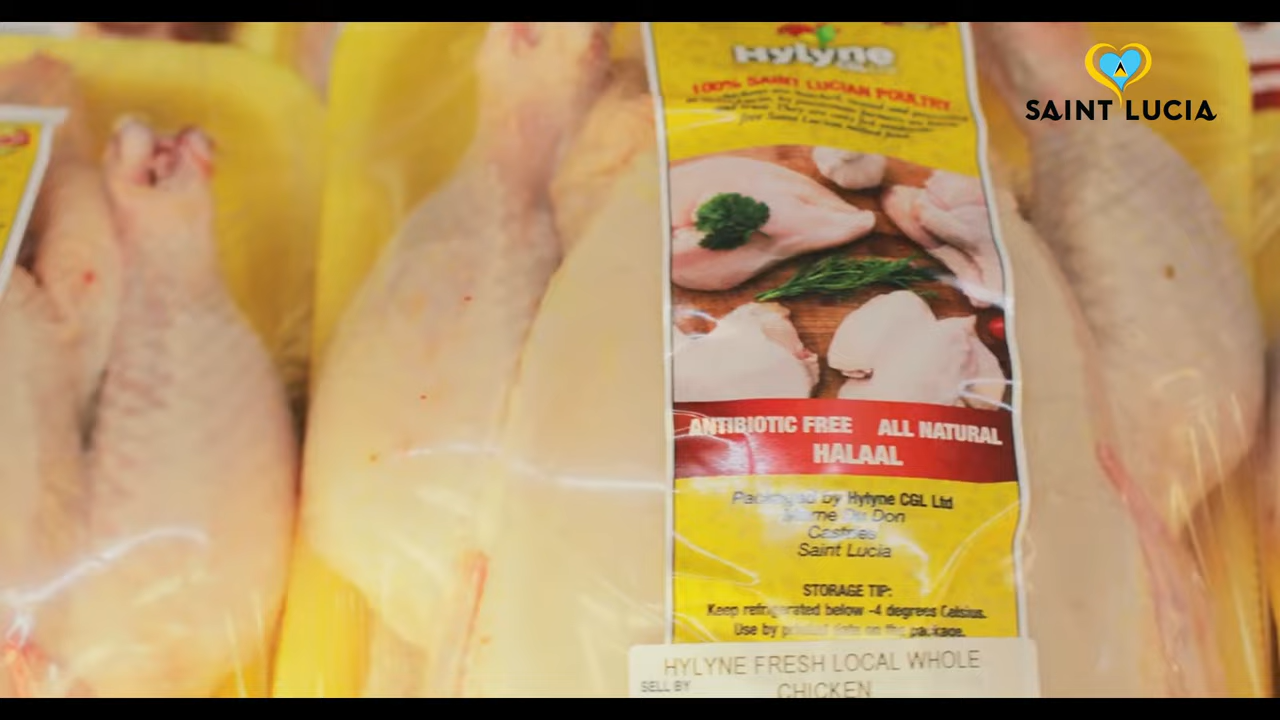 SAINT LUCIA
Hylyne
100% SAINT LUCIAN POULTRY
ANTIBIOTIC FREE ALL NATURAL
HALAAL
Packaged by Hylyne CGL Ltd
Don
Castries
Saint Lucia
STORAGE TIP:
Keep refrigerated below -4 degrees Celsius.
Use by printed date on the package.
HYLYNE FRESH LOCAL WHOLE
SELL BY CHICKEN